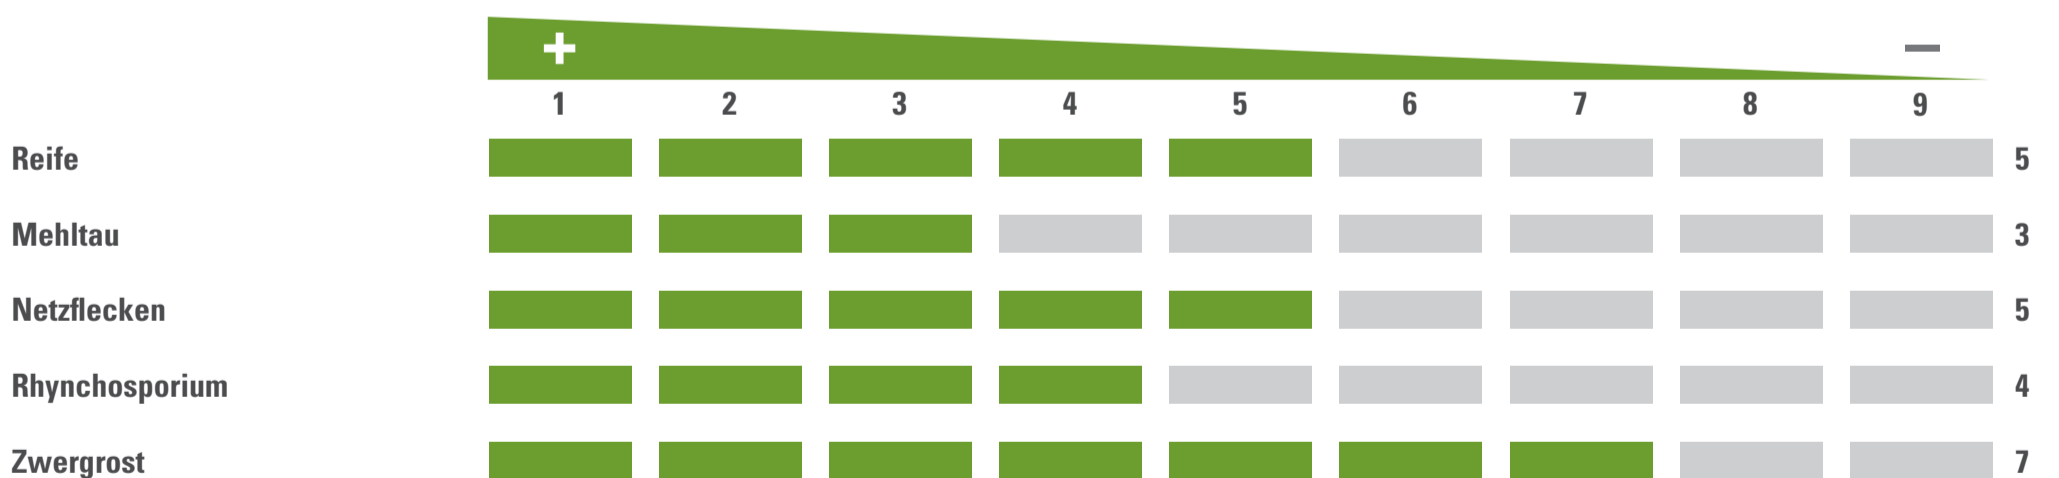 + −
1 2 3 4 5 6 7 8 9
Reife 5
Mehltau 3
Netzflecken 5
Rhynchosporium 4
Zwergrost 7